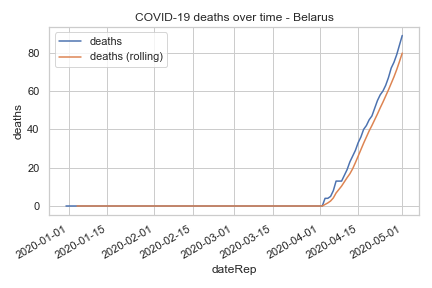 COVID-19 deaths over time - Belarus
deaths
deaths (rolling)
deaths
80
60
40
20
0
2020-01-01
2020-01-15
2020-02-01
2020-02-15
2020-03-01
2020-03-15
2020-04-01
2020-04-15
2020-05-01
dateRep